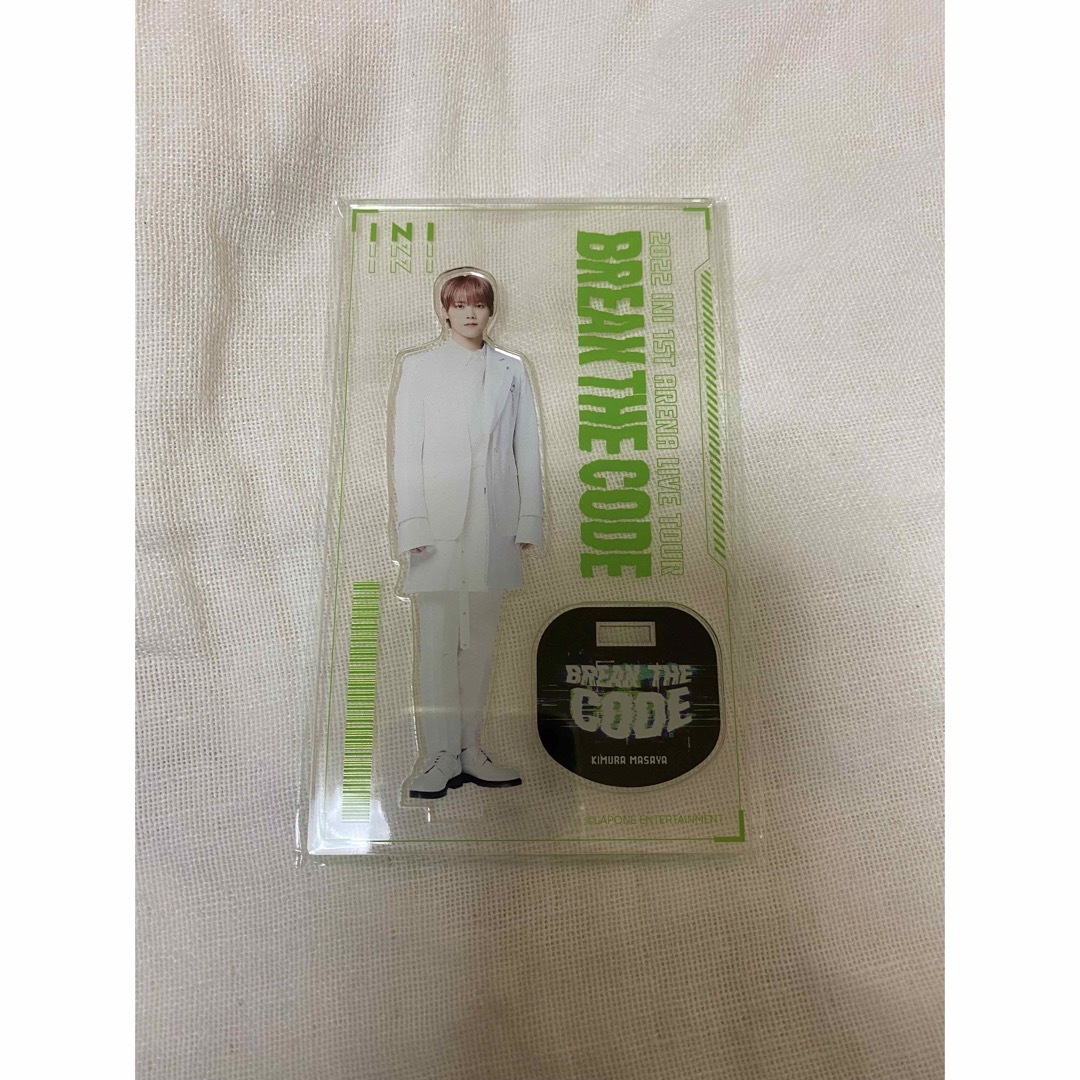 INI
2022 INI 1ST ARENA LIVE TOUR
BREAK THE CODE
BREAK THE
CODE
KIMURA MASAYA
©LAPONE ENTERTAINMENT